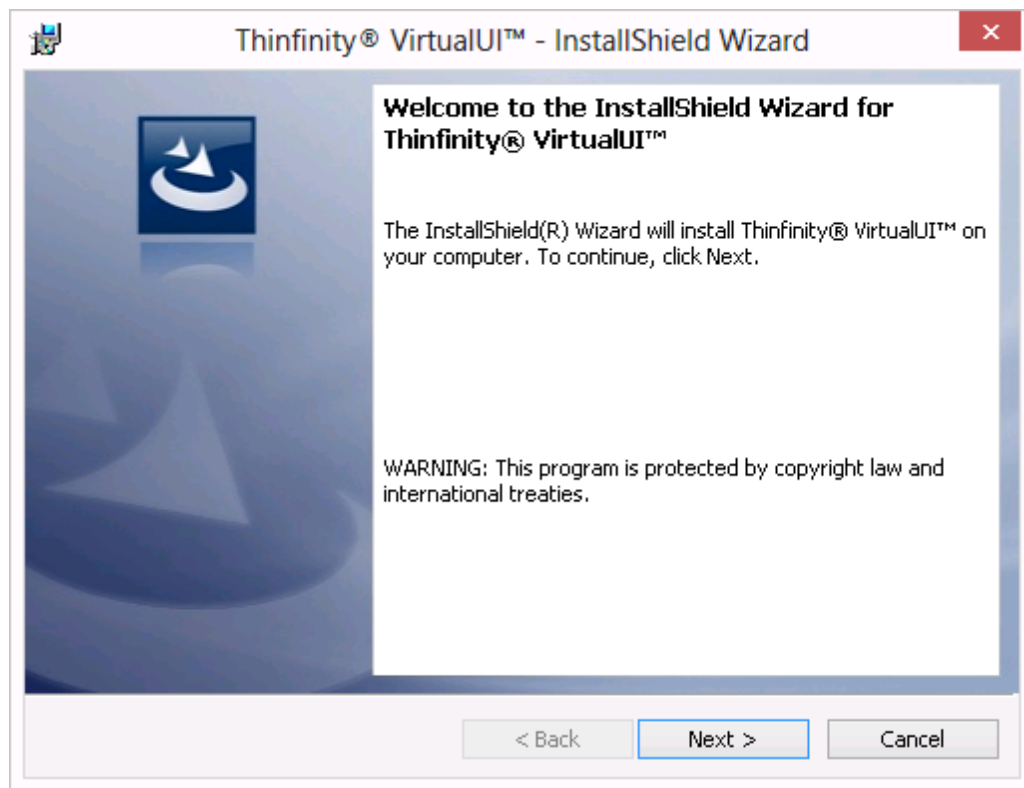 Thinfinity® VirtualUI™ - InstallShield Wizard
Welcome to the InstallShield Wizard for
Thinfinity® VirtualUI™
The InstallShield(R) Wizard will install Thinfinity® VirtualUI™ on
your computer. To continue, click Next.
WARNING: This program is protected by copyright law and
international treaties.
< Back
Next >
Cancel